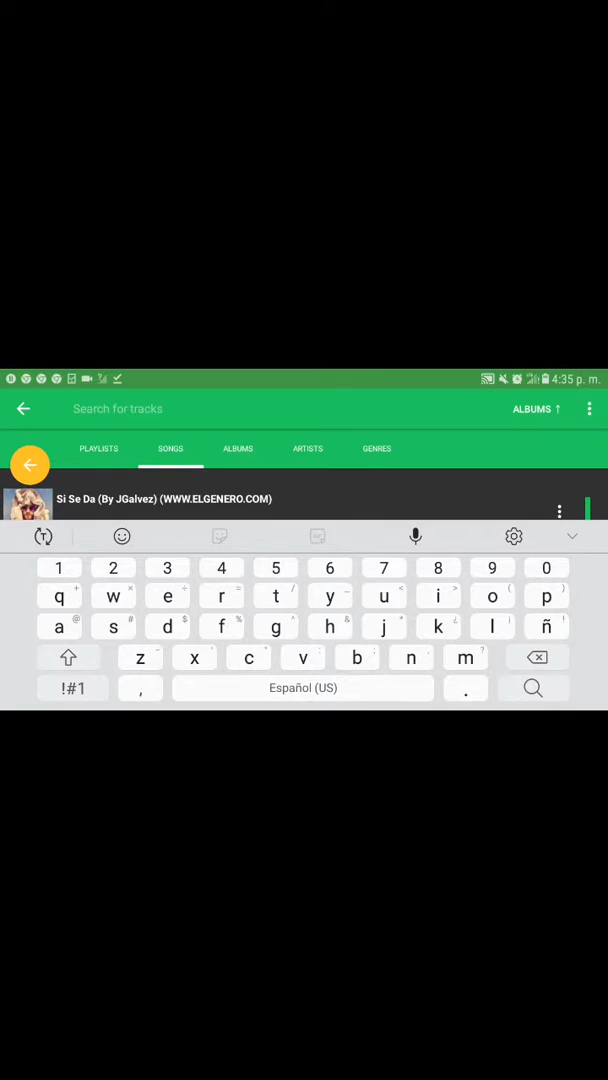 4:35 p. m.
Search for tracks
ALBUMS ↑
PLAYLISTS SONGS ALBUMS ARTISTS GENRES
Si Se Da (By JGalvez) (WWW.ELGENERO.COM)
1 2 3 4 5 6 7 8 9 0
q w e r t y u i o p
a s d f g h j k l ñ
z x c v b n m
!#1 , Español (US) .